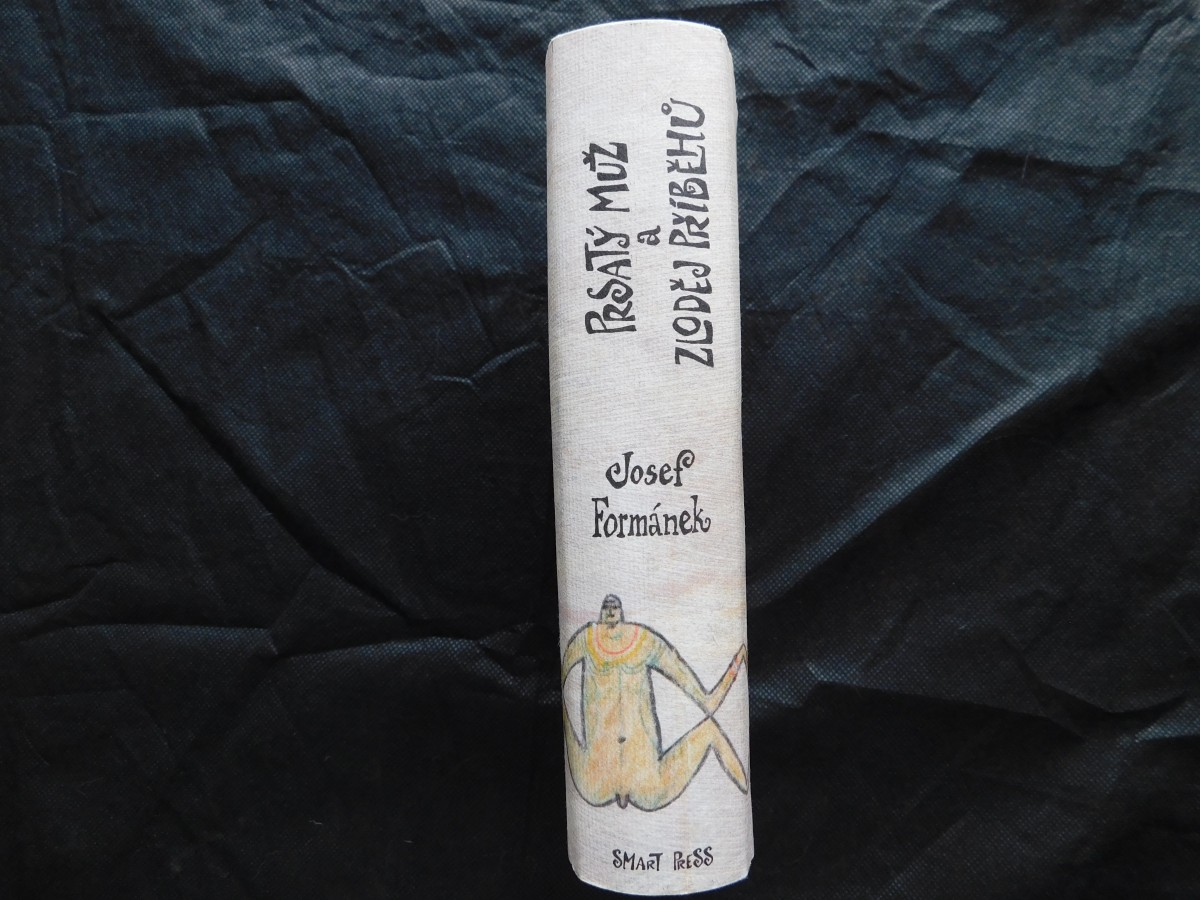 PRSATÝ MUŽ
a
ZLODĚJ PŘÍBĚHŮ
Josef
Formánek
SMART PRESS